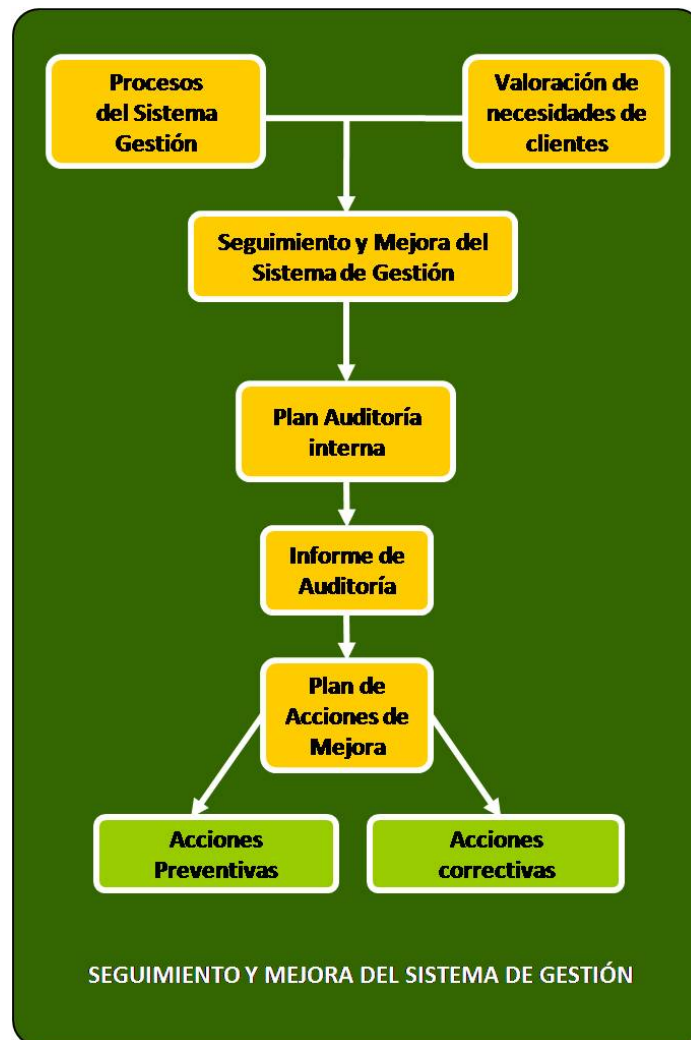 Procesos
del Sistema
Gestión
Valoración de
necesidades de
clientes
Seguimiento y Mejora del
Sistema de Gestión
Plan Auditoría
interna
Informe de
Auditoría
Plan de
Acciones de
Mejora
Acciones
Preventivas
Acciones
correctivas
SEGUIMIENTO Y MEJORA DEL SISTEMA DE GESTIÓN